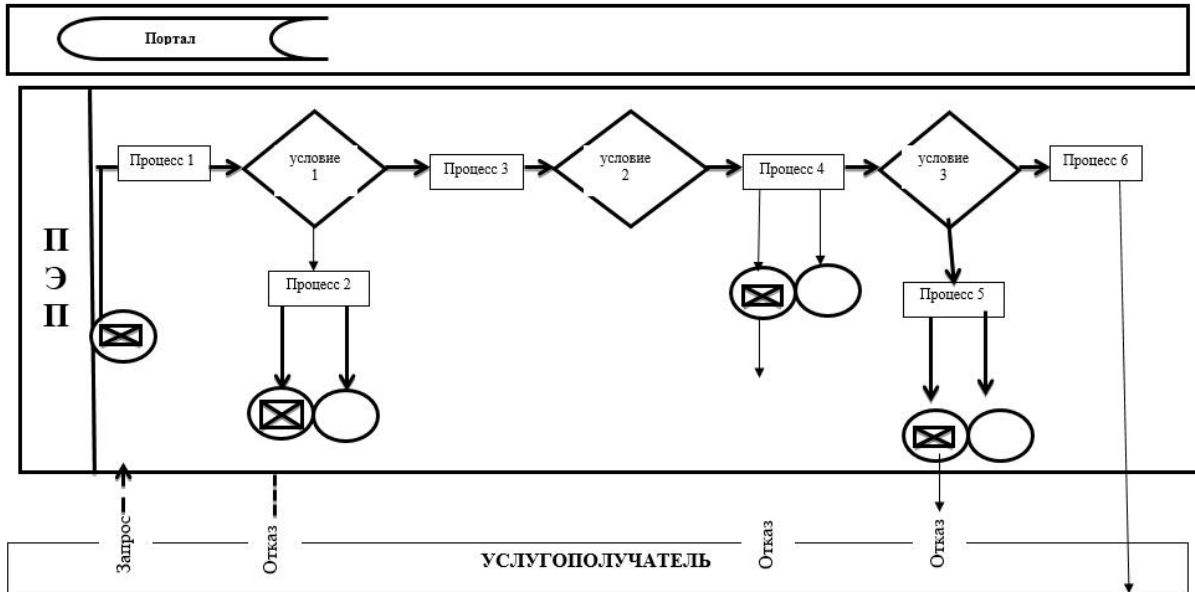 Портал
Процесс 1
условие
1
Процесс 3
условие
2
Процесс 4
условие
3
Процесс 6
П
Э
П
Процесс 2
Процесс 5
Запрос
Отказ
УСЛУГОПОЛУЧАТЕЛЬ
Отказ
Отказ